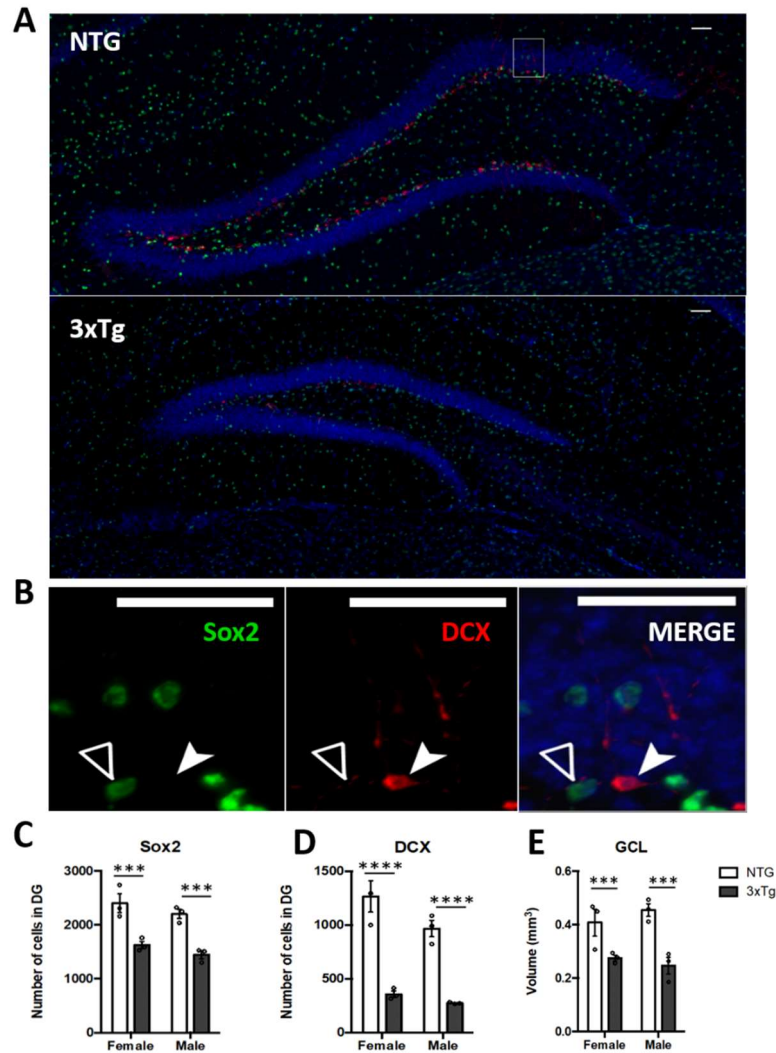 A
NTG
3xTg
B
Sox2
DCX
MERGE
C
Sox2
Number of cells in DG
3000
2000
1000
0
***
***
Female
Male
D
DCX
Number of cells in DG
1500
1000
500
0
****
****
Female
Male
E
GCL
Volume (mm³)
0.6
0.4
0.2
0.0
***
***
Female
Male
NTG
3xTg